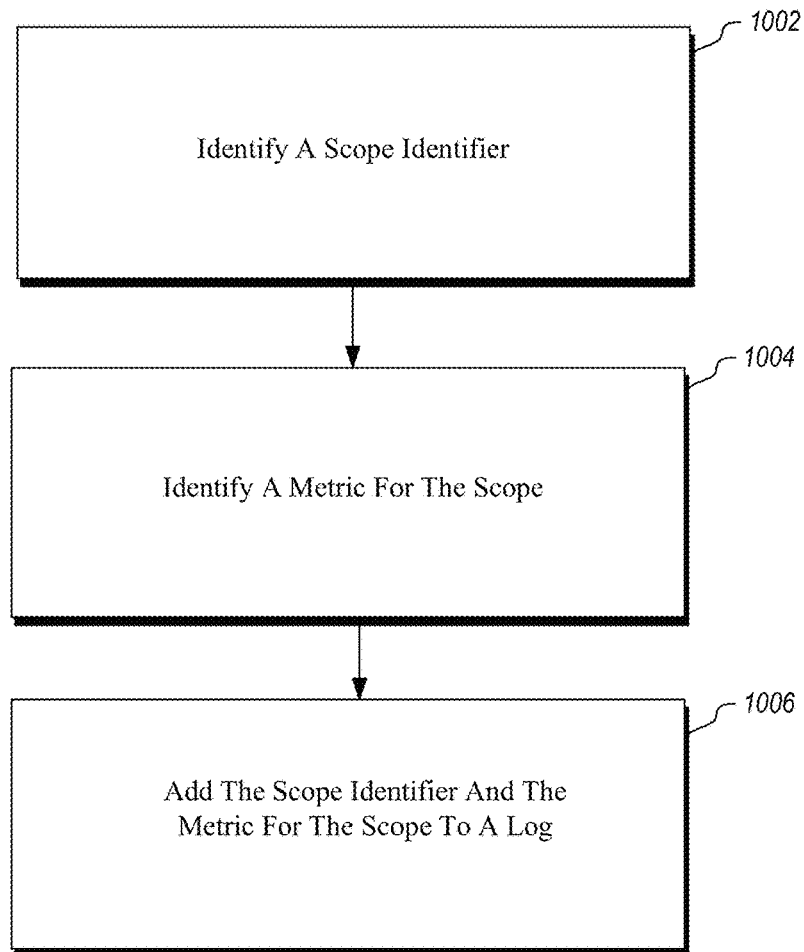 1002
Identify A Scope Identifier
1004
Identify A Metric For The Scope
1006
Add The Scope Identifier And The
Metric For The Scope To A Log